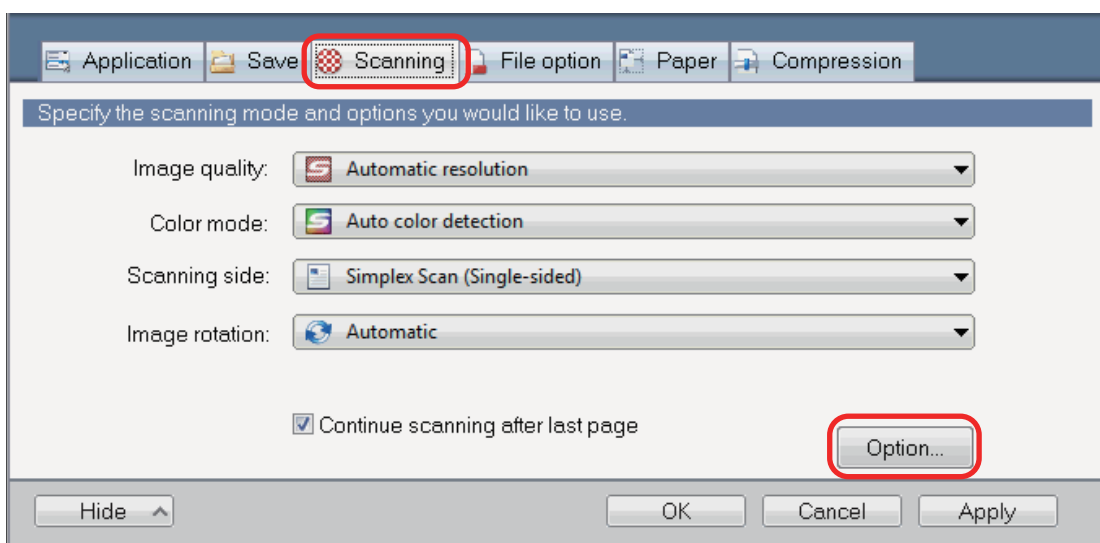 Application Save Scanning File option Paper Compression
Specify the scanning mode and options you would like to use.
Image quality: Automatic resolution
Color mode: Auto color detection
Scanning side: Simplex Scan (Single-sided)
Image rotation: Automatic
Continue scanning after last page
Option...
Hide OK Cancel Apply